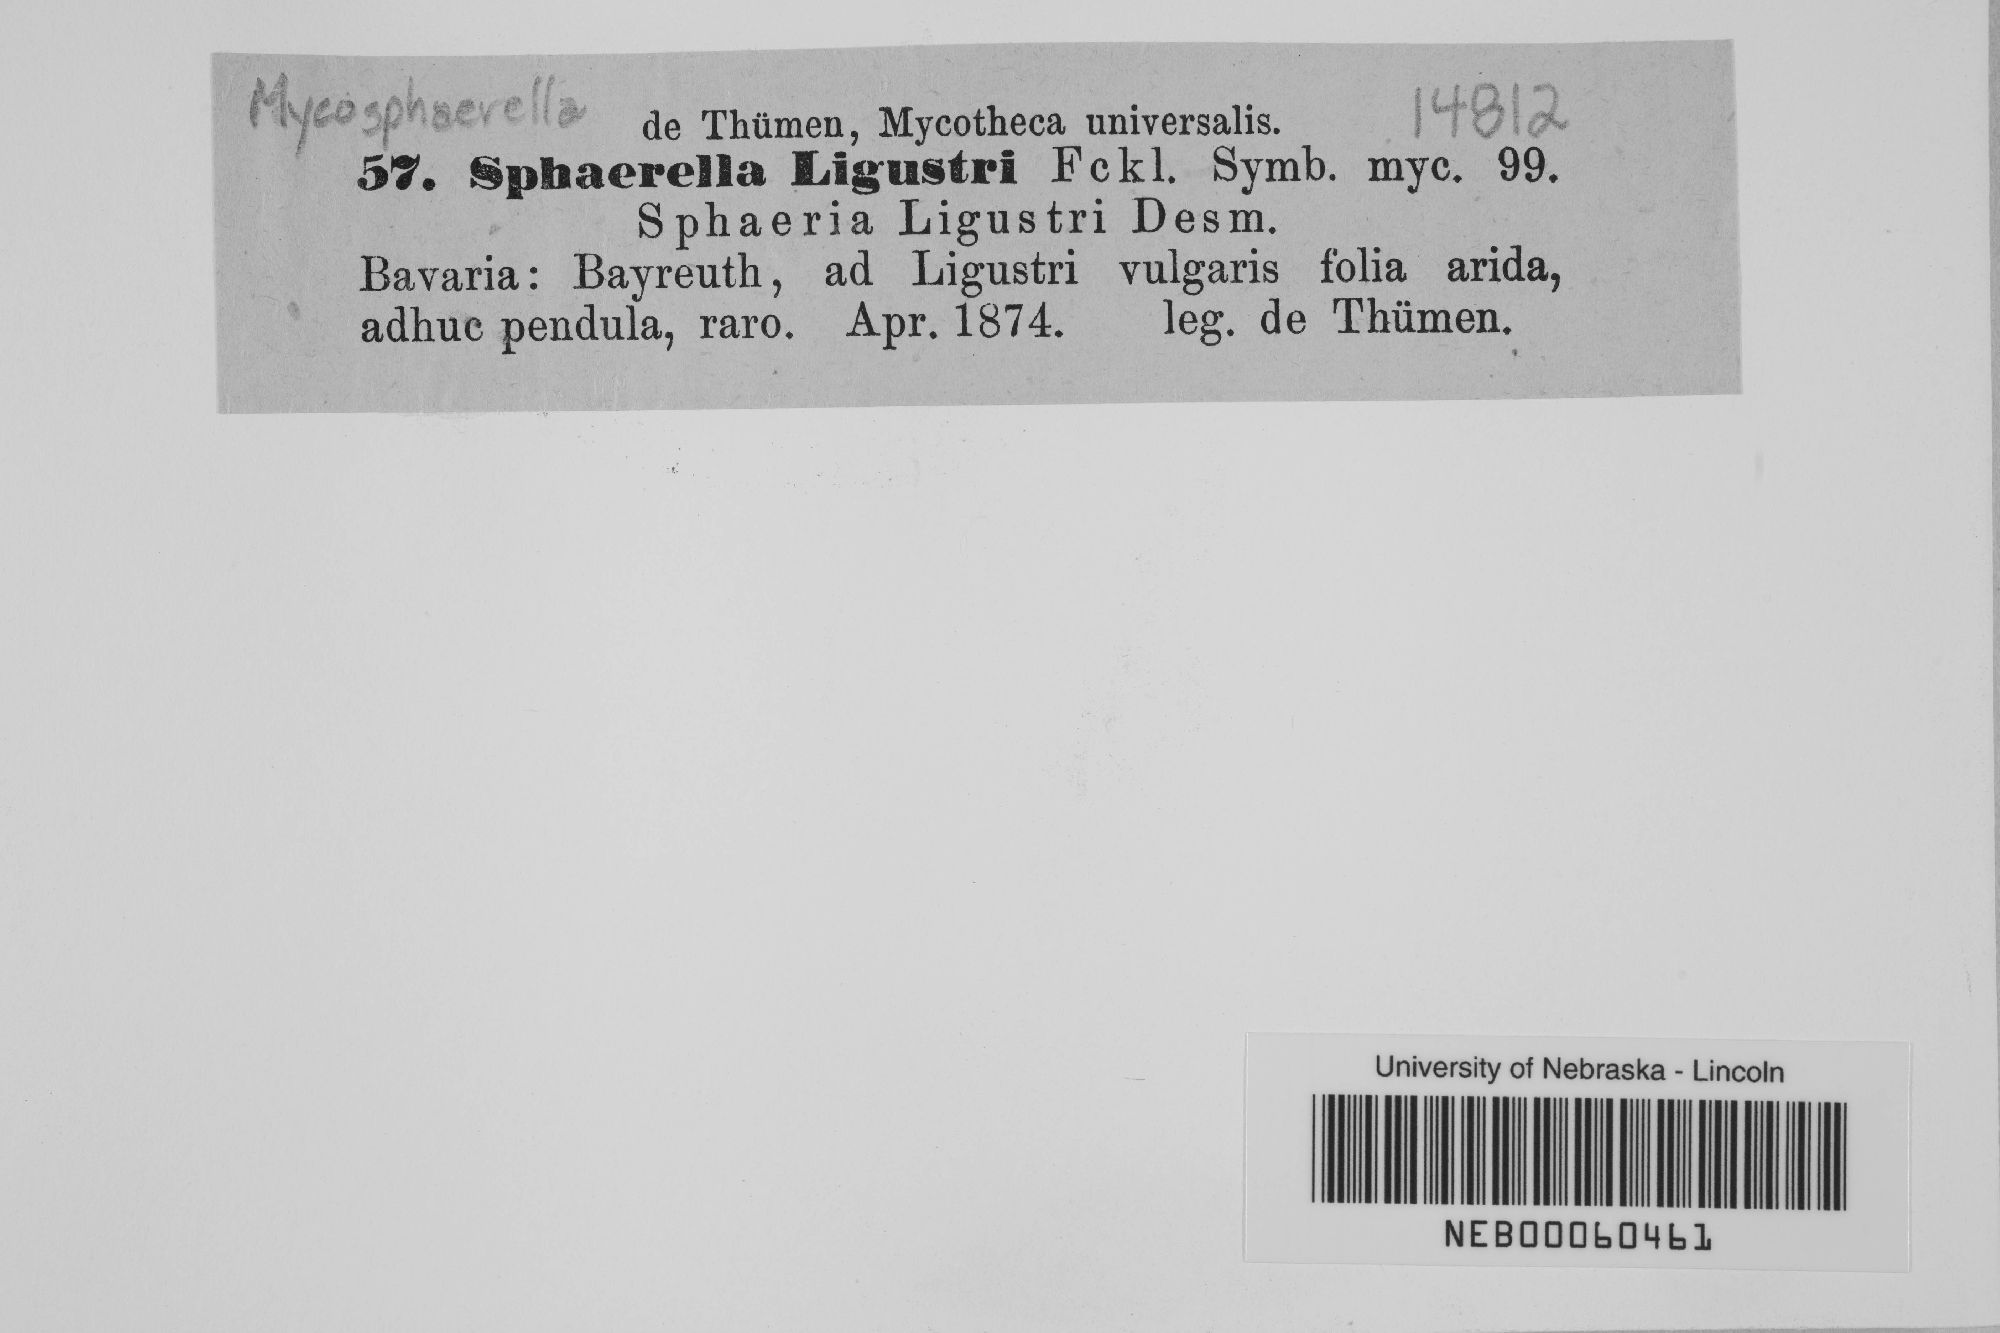 Mycosphaerella
14812
de Thümen, Mycotheca universalis.
57. Sphaerella Ligustri Fckl. Symb. myc. 99.
Sphaeria Ligustri Desm.
Bavaria: Bayreuth, ad Ligustri vulgaris folia arida,
adhuc pendula, raro. Apr. 1874. leg. de Thümen.
University of Nebraska - Lincoln
NEB00060461